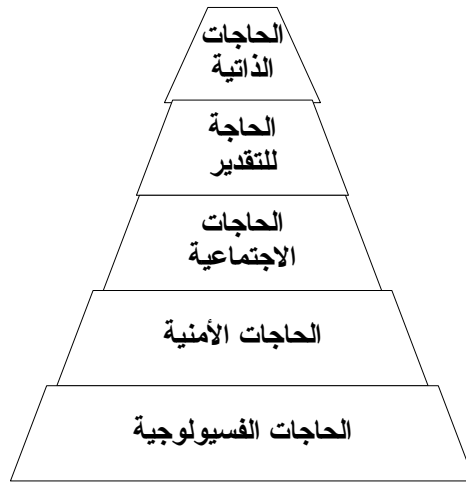 الحاجات
الذاتية
الحاجة
للتقدير
الحاجات
الاجتماعية
الحاجات الأمنية
الحاجات الفسيولوجية